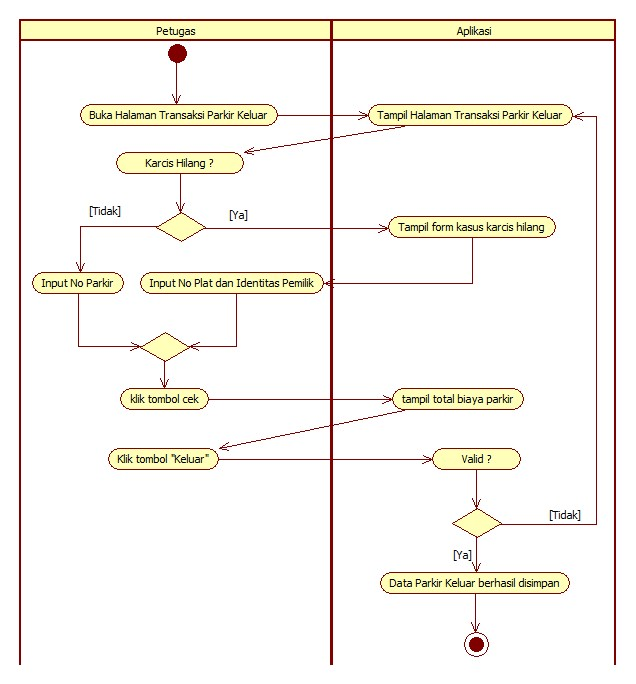 Petugas
Aplikasi
Buka Halaman Transaksi Parkir Keluar
Tampil Halaman Transaksi Parkir Keluar
Karcis Hilang ?
[Tidak]
[Ya]
Tampil form kasus karcis hilang
Input No Parkir
Input No Plat dan Identitas Pemilik
klik tombol cek
tampil total biaya parkir
Klik tombol "Keluar"
Valid ?
[Tidak]
[Ya]
Data Parkir Keluar berhasil disimpan